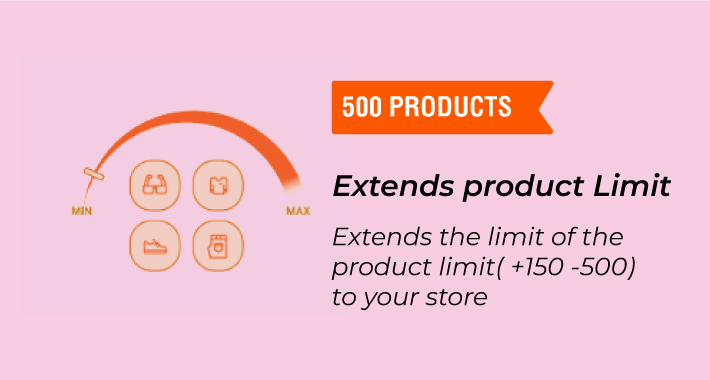 500 PRODUCTS
MIN
MAX
Extends product Limit
Extends the limit of the
product limit( +150 -500)
to your store